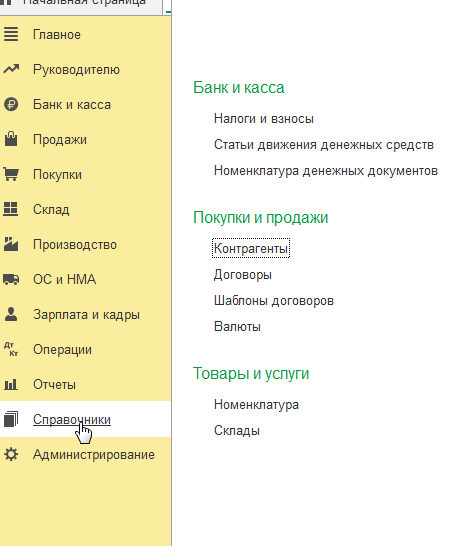 Начальная страница
Главное
Руководителю
Банк и касса
Продажи
Покупки
Склад
Производство
ОС и НМА
Зарплата и кадры
Дт
Кт
Операции
Отчеты
Справочники
Администрирование
Банк и касса
Налоги и взносы
Статьи движения денежных средств
Номенклатура денежных документов
Покупки и продажи
Контрагенты
Договоры
Шаблоны договоров
Валюты
Товары и услуги
Номенклатура
Склады